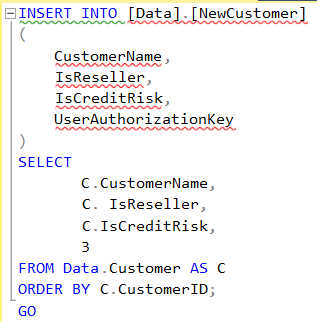 INSERT INTO [Data].[NewCustomer]
(
CustomerName,
IsReseller,
IsCreditRisk,
UserAuthorizationKey
)
SELECT
C.CustomerName,
C. IsReseller,
C.IsCreditRisk,
3
FROM Data.Customer AS C
ORDER BY C.CustomerID;
GO